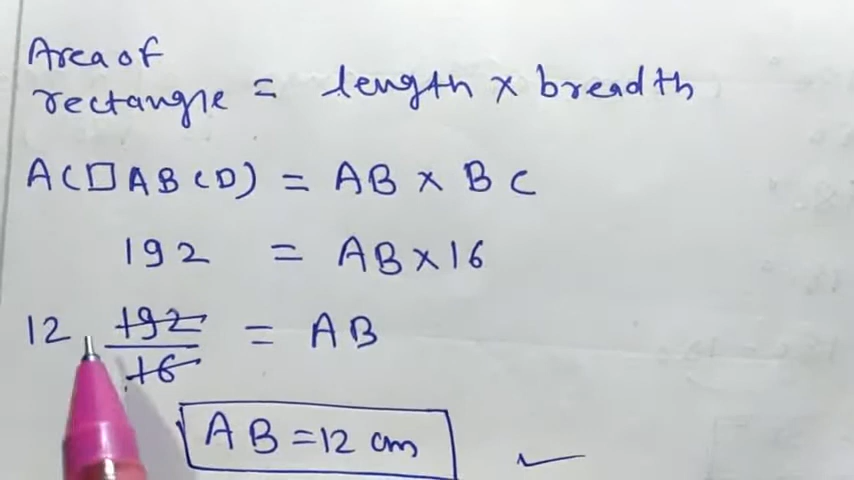 Area of
rectangle = length × breadth
A(□ABCD) = AB × BC
192 = AB × 16
12 192/16 = AB
AB = 12 cm